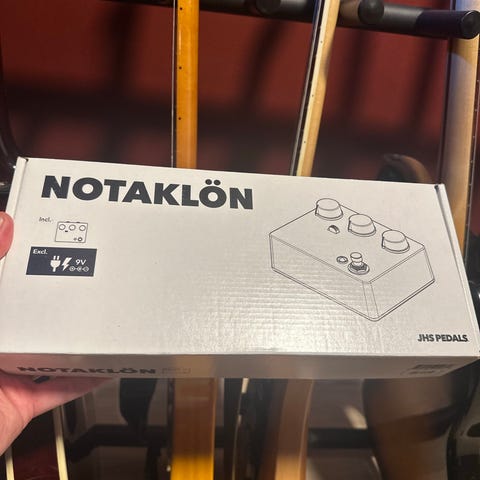 NOTAKLÖN
Incl.
Excl.
9V
JHS PEDALS
NOTAKLÖN